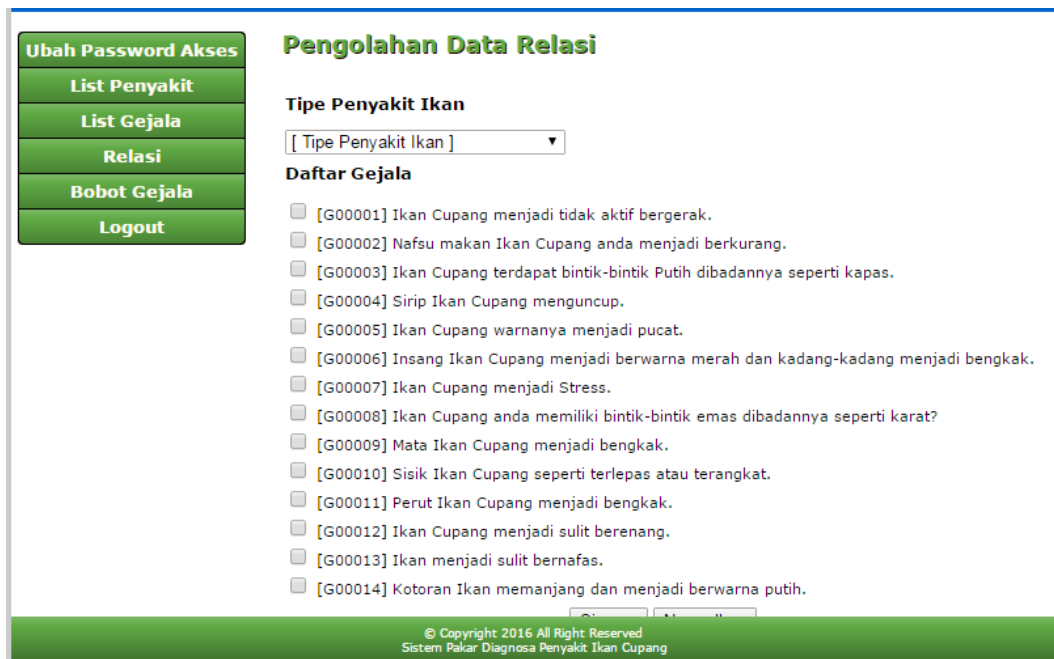 Ubah Password Akses
List Penyakit
List Gejala
Relasi
Bobot Gejala
Logout
Pengolahan Data Relasi
Tipe Penyakit Ikan
[ Tipe Penyakit Ikan ]
Daftar Gejala
[G00001] Ikan Cupang menjadi tidak aktif bergerak.
[G00002] Nafsu makan Ikan Cupang anda menjadi berkurang.
[G00003] Ikan Cupang terdapat bintik-bintik Putih dibadannya seperti kapas.
[G00004] Sirip Ikan Cupang menguncup.
[G00005] Ikan Cupang warnanya menjadi pucat.
[G00006] Insang Ikan Cupang menjadi berwarna merah dan kadang-kadang menjadi bengkak.
[G00007] Ikan Cupang menjadi Stress.
[G00008] Ikan Cupang anda memiliki bintik-bintik emas dibadannya seperti karat?
[G00009] Mata Ikan Cupang menjadi bengkak.
[G00010] Sisik Ikan Cupang seperti terlepas atau terangkat.
[G00011] Perut Ikan Cupang menjadi bengkak.
[G00012] Ikan Cupang menjadi sulit berenang.
[G00013] Ikan menjadi sulit bernafas.
[G00014] Kotoran Ikan memanjang dan menjadi berwarna putih.
© Copyright 2016 All Right Reserved
Sistem Pakar Diagnosa Penyakit Ikan Cupang